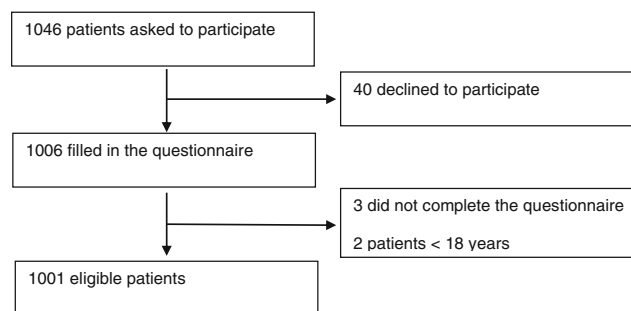 1046 patients asked to participate
40 declined to participate
1006 filled in the questionnaire
3 did not complete the questionnaire
2 patients < 18 years
1001 eligible patients